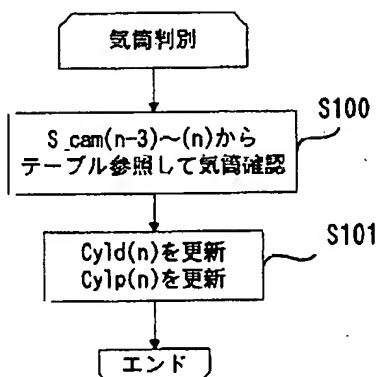 気筒判別
S100
S_cam(n-3)~(n)から
テーブル参照して気筒確認
S101
Cyld(n)を更新
Cylp(n)を更新
エンド